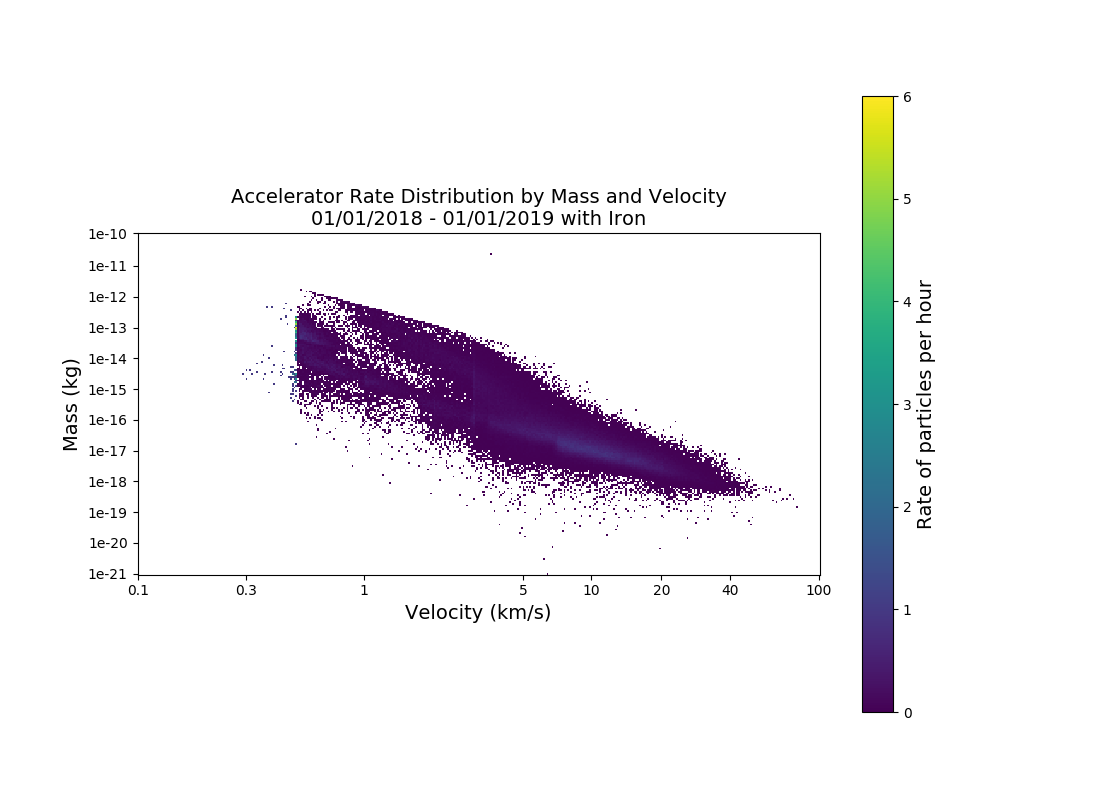 Accelerator Rate Distribution by Mass and Velocity
01/01/2018 - 01/01/2019 with Iron
Mass (kg)
1e-10
1e-11
1e-12
1e-13
1e-14
1e-15
1e-16
1e-17
1e-18
1e-19
1e-20
1e-21
0.1
0.3
1
5
10
20
40
100
Velocity (km/s)
6
5
4
3
2
1
0
Rate of particles per hour